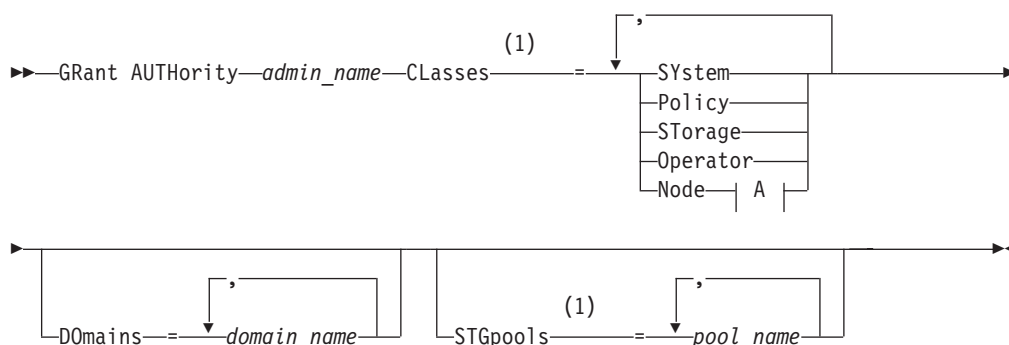 ,
(1)
GRant AUTHority admin_name CLasses = SYstem
Policy
STorage
Operator
Node A
, ,
(1)
DOmains = domain_name STGpools = pool_name